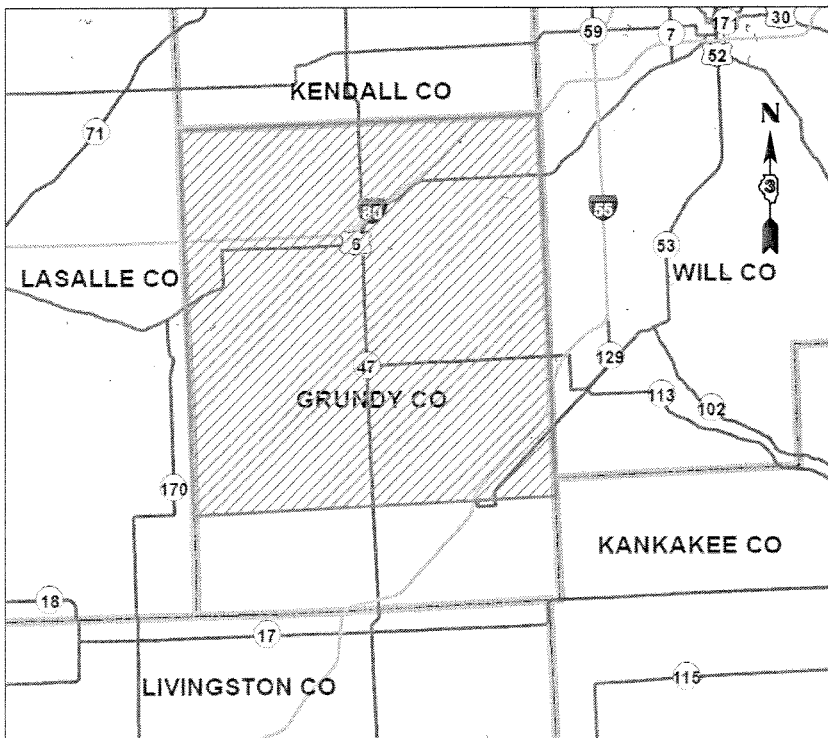 30
171
59
7
52
KENDALL CO
71
N
80
55
3
6
53
LASALLE CO
WILL CO
129
47
GRUNDY CO
113
102
170
KANKAKEE CO
18
17
115
LIVINGSTON CO